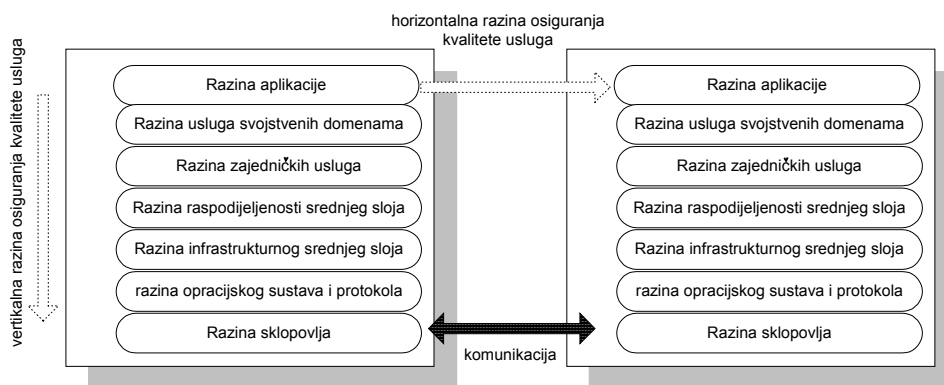 horizontalna razina osiguranja
kvalitete usluga
vertikalna razina osiguranja kvalitete usluga
Razina aplikacije
Razina usluga svojstvenih domenama
Razina zajedničkih usluga
Razina raspodijeljenosti srednjeg sloja
Razina infrastrukturnog srednjeg sloja
razina opracijskog sustava i protokola
Razina sklopovlja
Razina aplikacije
Razina usluga svojstvenih domenama
Razina zajedničkih usluga
Razina raspodijeljenosti srednjeg sloja
Razina infrastrukturnog srednjeg sloja
razina opracijskog sustava i protokola
Razina sklopovlja
komunikacija